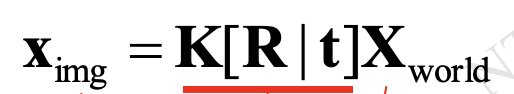 x_img = K[R|t]X_world